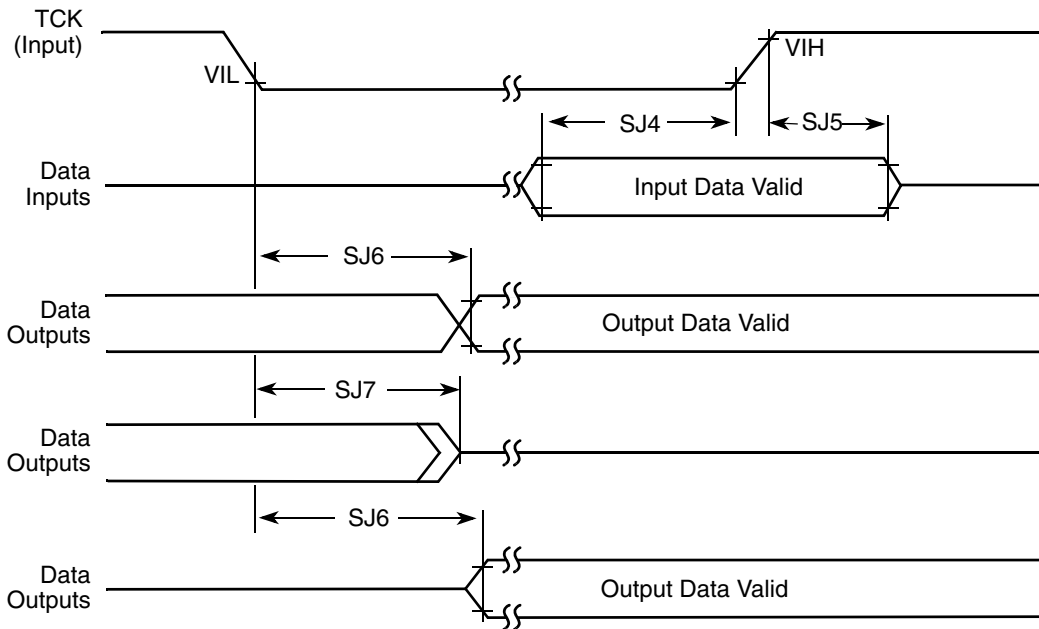 TCK
(Input)
VIL
VIH
SJ4
SJ5
Data
Inputs
Input Data Valid
SJ6
Data
Outputs
Output Data Valid
SJ7
Data
Outputs
SJ6
Data
Outputs
Output Data Valid